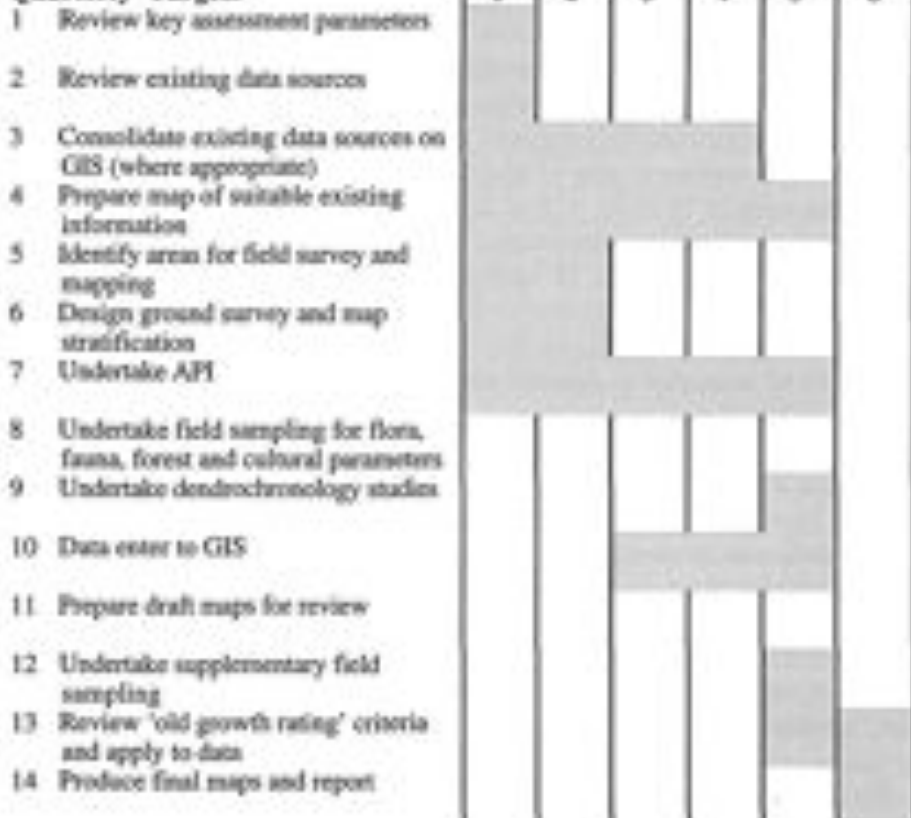 1 Review key assessment parameters
2 Review existing data sources
3 Consolidate existing data sources on
GIS (where appropriate)
4 Prepare map of suitable existing
information
5 Identify areas for field survey and
mapping
6 Design ground survey and map
stratification
7 Undertake API
8 Undertake field sampling for flora,
fauna, forest and cultural parameters
9 Undertake dendrochronology studies
10 Data enter to GIS
11 Prepare draft maps for review
12 Undertake supplementary field
sampling
13 Review 'old growth rating' criteria
and apply to data
14 Produce final maps and report